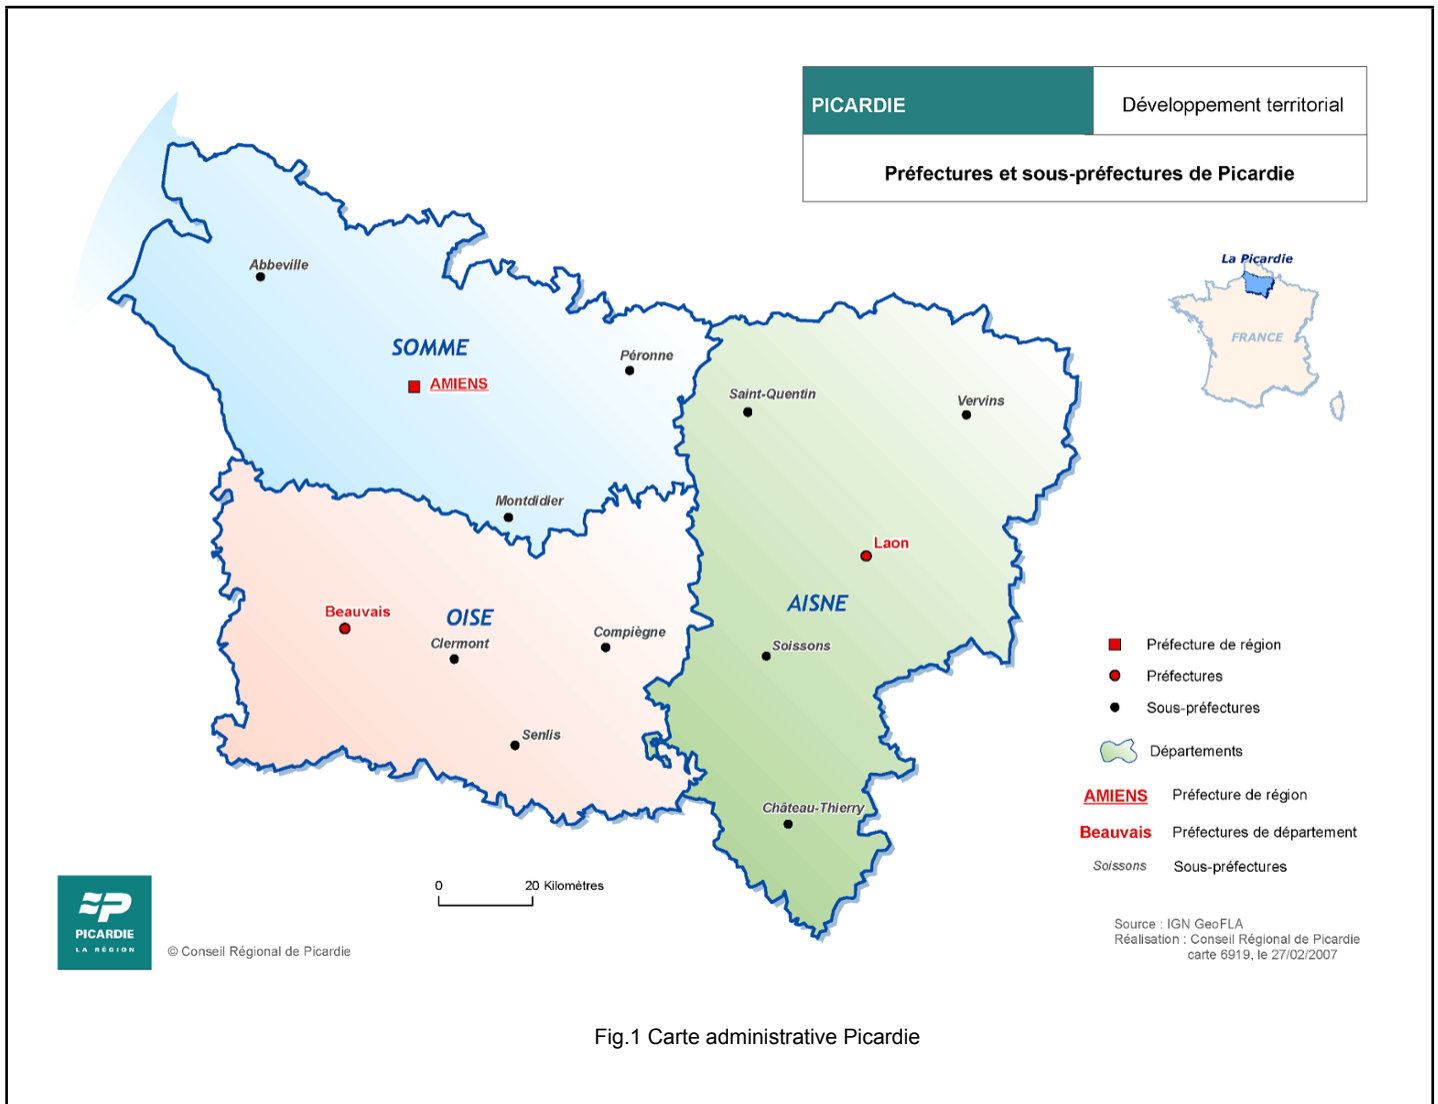 PICARDIE
Développement territorial
Préfectures et sous-préfectures de Picardie
La Picardie
FRANCE
Abbeville
SOMME
AMIENS
Péronne
Saint-Quentin
Vervins
Montdidier
Laon
AISNE
Beauvais
OISE
Clermont
Compiègne
Soissons
Senlis
Château-Thierry
Préfecture de région
Préfectures
Sous-préfectures
Départements
AMIENS Préfecture de région
Beauvais Préfectures de département
Soissons Sous-préfectures
0 20 Kilomètres
PICARDIE
LA RÉGION
© Conseil Régional de Picardie
Source : IGN GeoFLA
Réalisation : Conseil Régional de Picardie
carte 6919, le 27/02/2007
Fig.1 Carte administrative Picardie